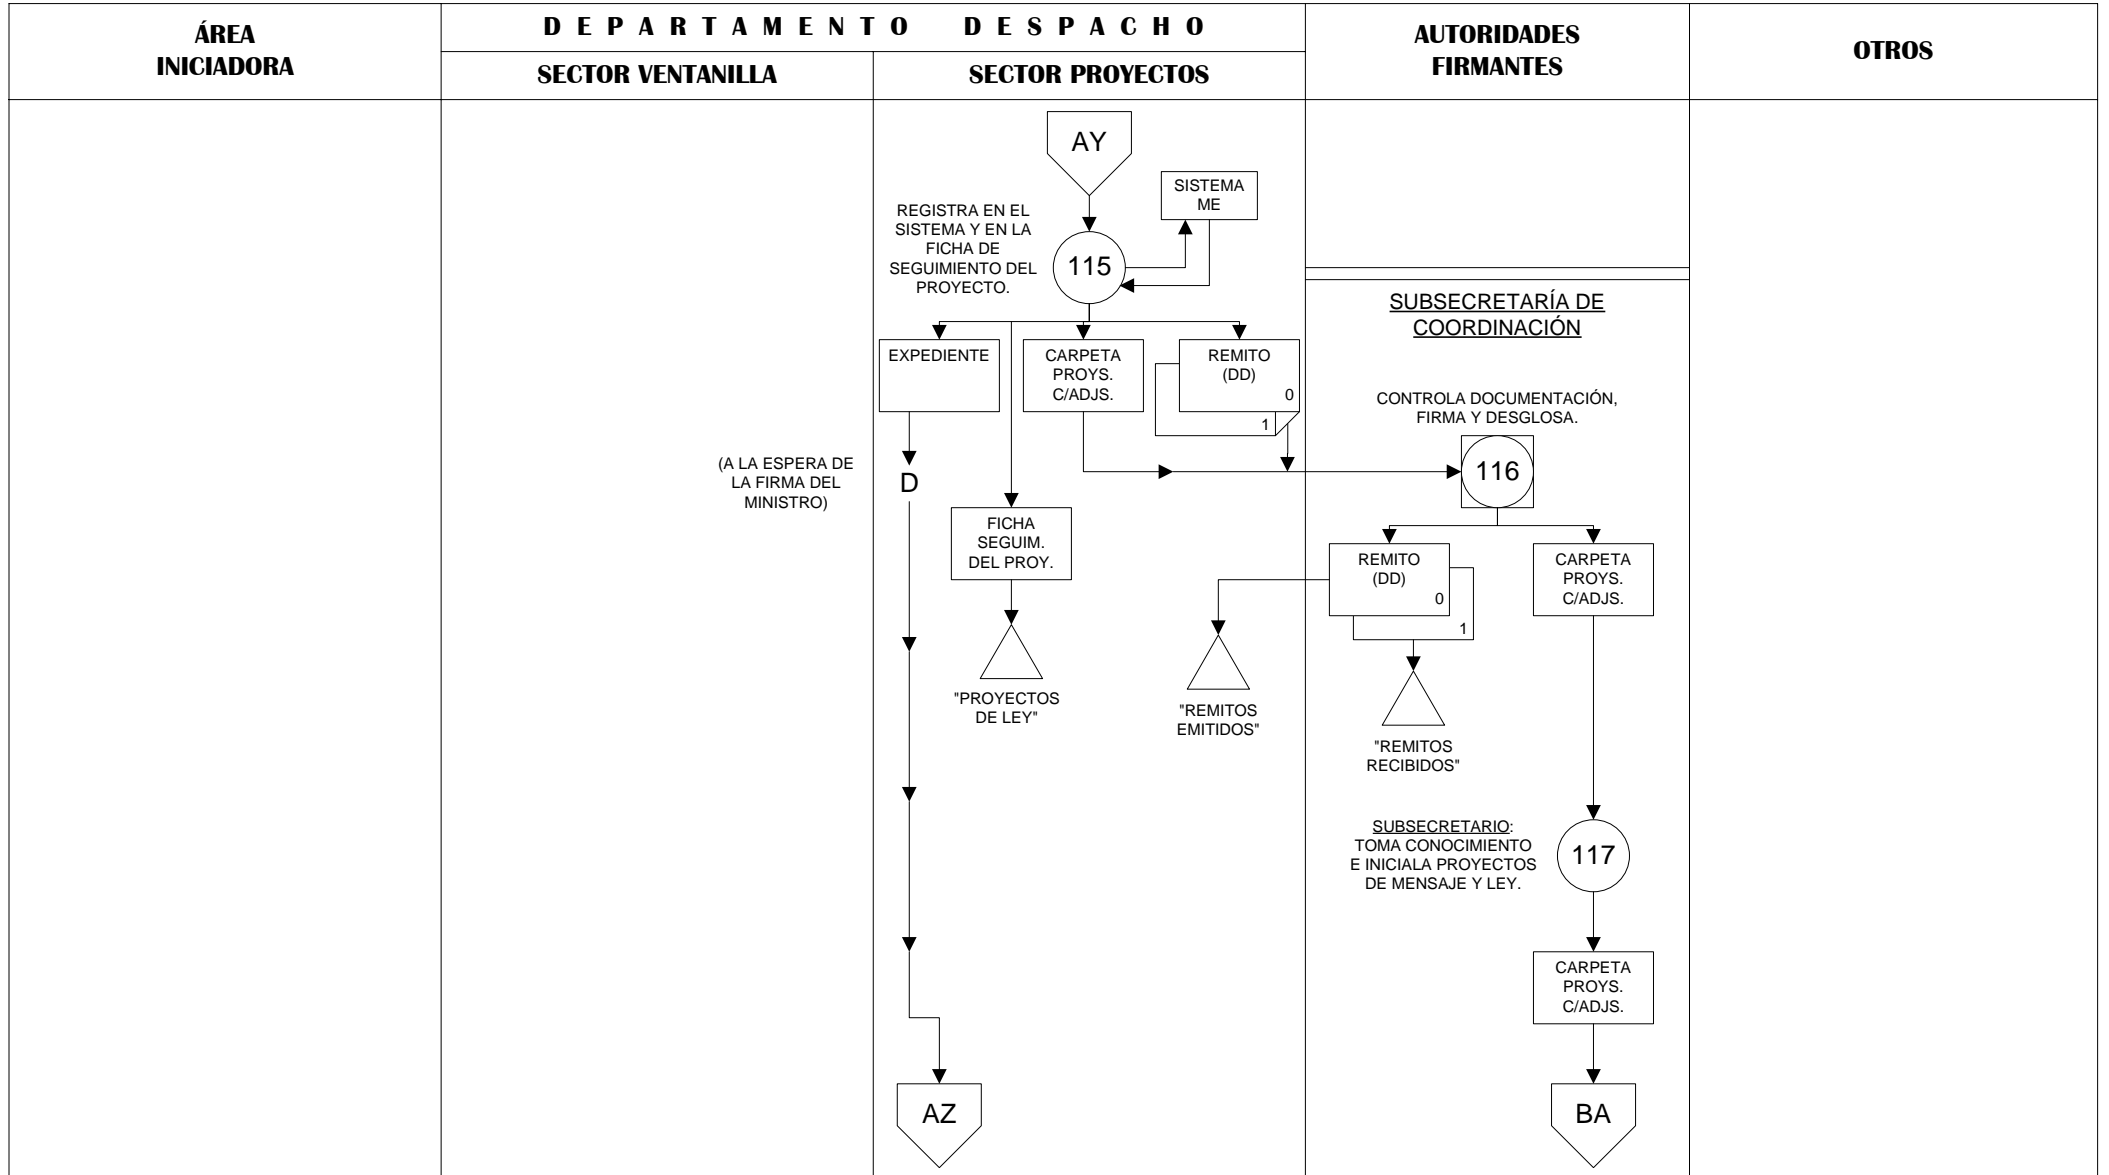 ÁREA
INICIADORA
DEPARTAMENTO DESPACHO
SECTOR VENTANILLA
SECTOR PROYECTOS
AUTORIDADES
FIRMANTES
OTROS
AY
SISTEMA
ME
REGISTRA EN EL
SISTEMA Y EN LA
FICHA DE
SEGUIMIENTO DEL
PROYECTO.
115
SUBSECRETARÍA DE
COORDINACIÓN
EXPEDIENTE
CARPETA
PROYS.
C/ADJS.
REMITO
(DD)
0
1
CONTROLA DOCUMENTACIÓN,
FIRMA Y DESGLOSA.
(A LA ESPERA DE
LA FIRMA DEL
MINISTRO)
D
116
FICHA
SEGUIM.
DEL PROY.
REMITO
(DD)
0
1
CARPETA
PROYS.
C/ADJS.
"PROYECTOS
DE LEY"
"REMITOS
EMITIDOS"
"REMITOS
RECIBIDOS"
SUBSECRETARIO:
TOMA CONOCIMIENTO
E INICIALA PROYECTOS
DE MENSAJE Y LEY.
117
CARPETA
PROYS.
C/ADJS.
AZ
BA